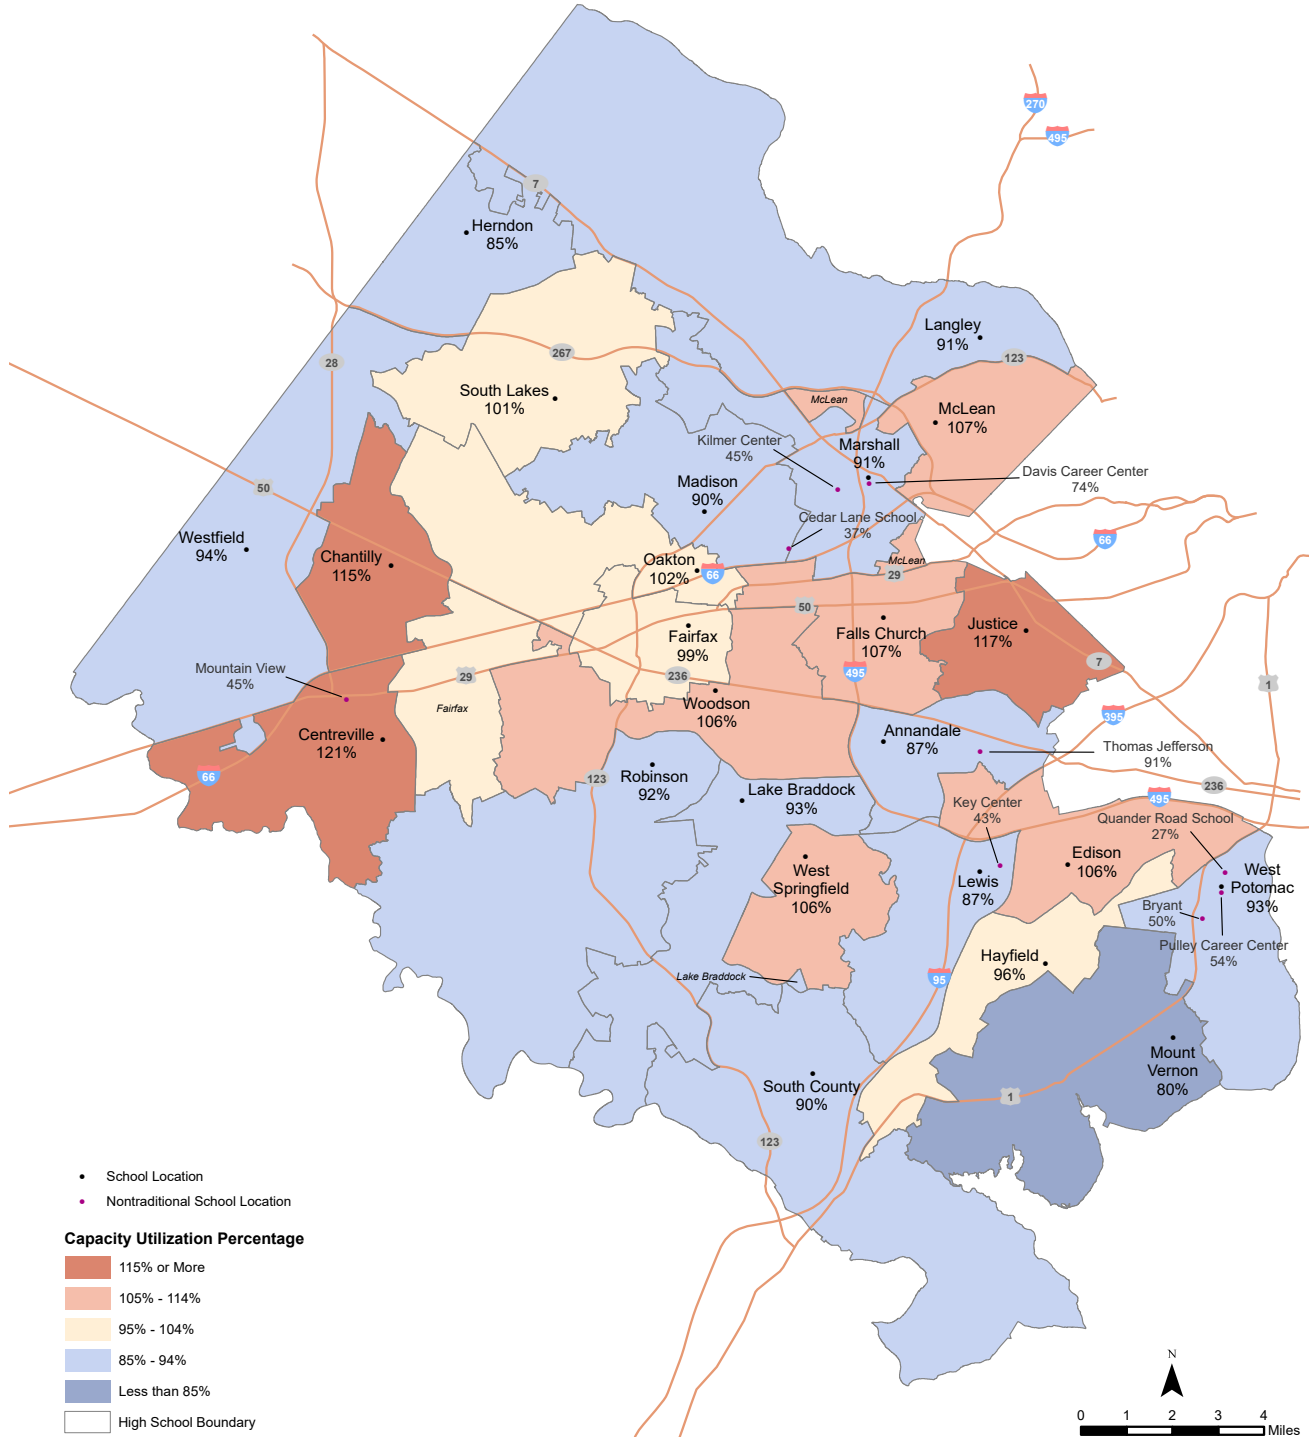 270
495
7
Herndon
85%
Langley
91%
123
267
28
South Lakes
101%
McLean
McLean
107%
Kilmer Center
45%
Marshall
91%
Davis Career Center
74%
Madison
90%
50
Cedar Lane School
37%
Westfield
94%
66
Chantilly
115%
Oakton
102%
66
McLean
29
50
Fairfax
99%
Falls Church
107%
Justice
117%
Mountain View
45%
29
236
495
7
1
Fairfax
Woodson
106%
395
Centreville
121%
Annandale
87%
Thomas Jefferson
91%
66
123
Robinson
92%
Lake Braddock
93%
236
495
Key Center
43%
Quander Road School
27%
West
Springfield
106%
Lewis
87%
Edison
106%
West
Potomac
93%
Bryant
50%
Pulley Career Center
54%
Hayfield
96%
Lake Braddock
95
Mount
Vernon
80%
South County
90%
1
123
School Location
Nontraditional School Location
Capacity Utilization Percentage
115% or More
105% - 114%
95% - 104%
85% - 94%
Less than 85%
High School Boundary
N
0 1 2 3 4
Miles